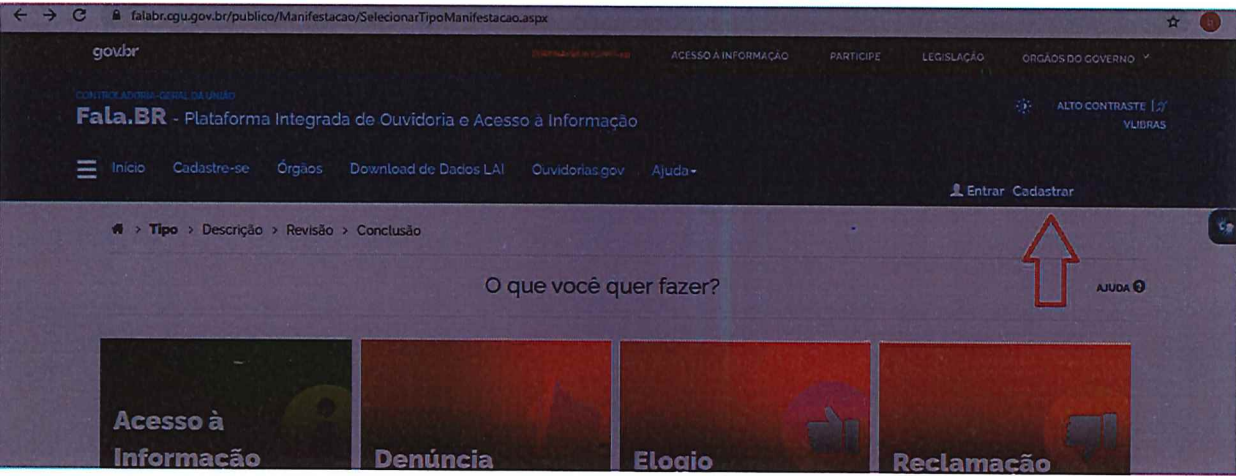 falabr.cgu.gov.br/publico/Manifestacao/SelecionarTipoManifestacao.aspx
gov.br
ACESSO À INFORMAÇÃO PARTICIPE LEGISLAÇÃO ORGÃOS DO GOVERNO
CONTROLADORIA-GERAL DA UNIÃO
Fala.BR - Plataforma Integrada de Ouvidoria e Acesso à Informação
ALTO CONTRASTE |
VLIBRAS
Início Cadastre-se Órgãos Download de Dados LAI Ouvidorias.gov Ajuda
Entrar Cadastrar
> Tipo > Descrição > Revisão > Conclusão
O que você quer fazer?
AJUDA
Acesso à
Informação
Denúncia
Elogio
Reclamação